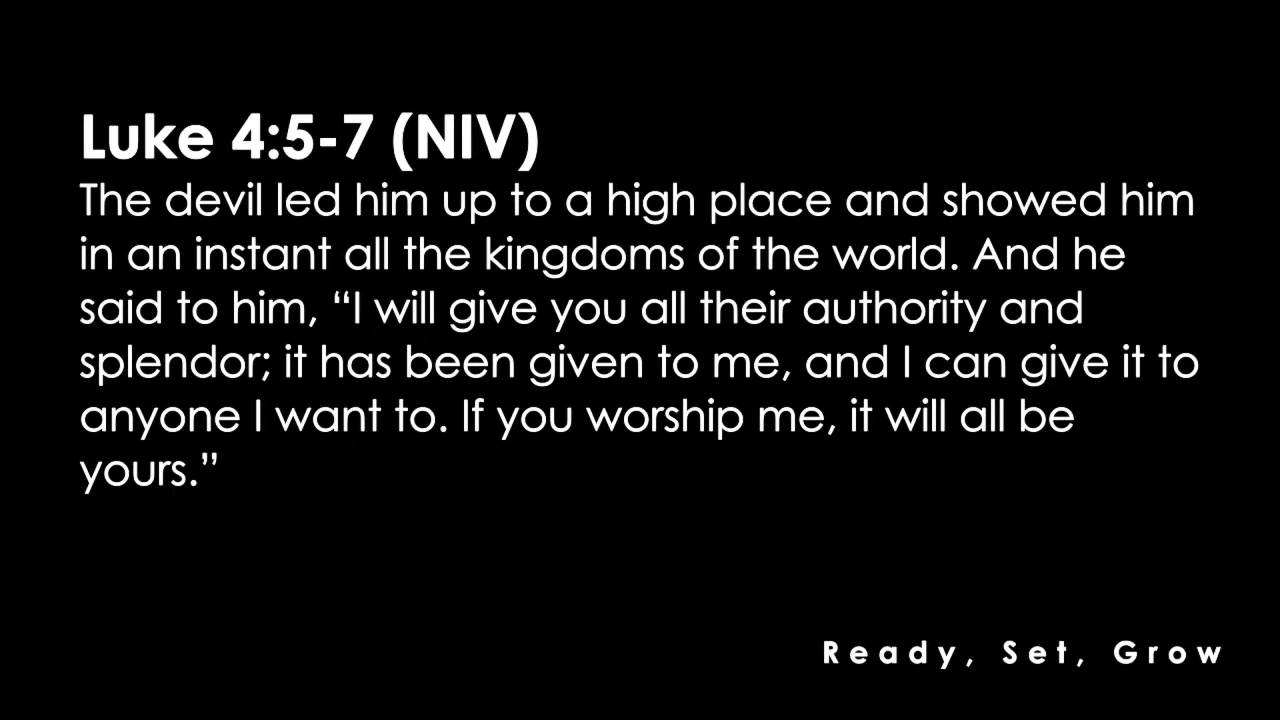 Luke 4:5-7 (NIV)
The devil led him up to a high place and showed him
in an instant all the kingdoms of the world. And he
said to him, “I will give you all their authority and
splendor; it has been given to me, and I can give it to
anyone I want to. If you worship me, it will all be
yours.”
Ready, Set, Grow